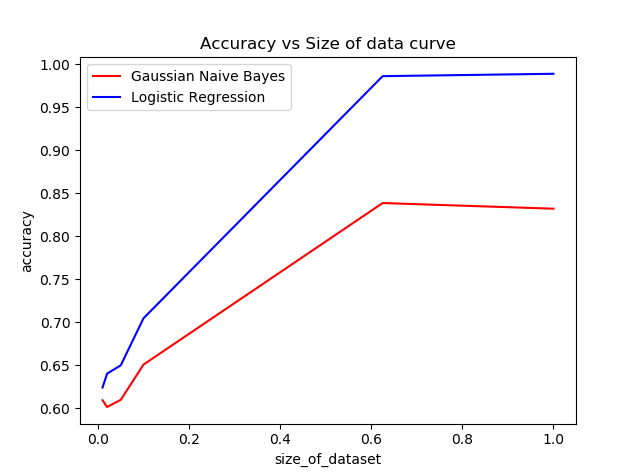 Accuracy vs Size of data curve
Gaussian Naive Bayes
Logistic Regression
1.00
0.95
0.90
0.85
0.80
0.75
0.70
0.65
0.60
accuracy
0.0 0.2 0.4 0.6 0.8 1.0
size_of_dataset